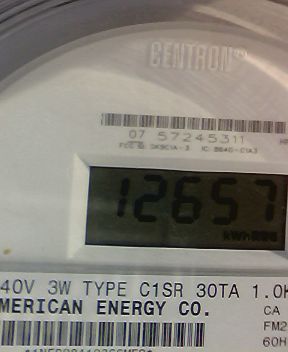 CENTRON
07 57245311
12657
kWh
40V 3W TYPE C1SR 30TA 1.0K
MERICAN ENERGY CO.
CA
FM2
60H